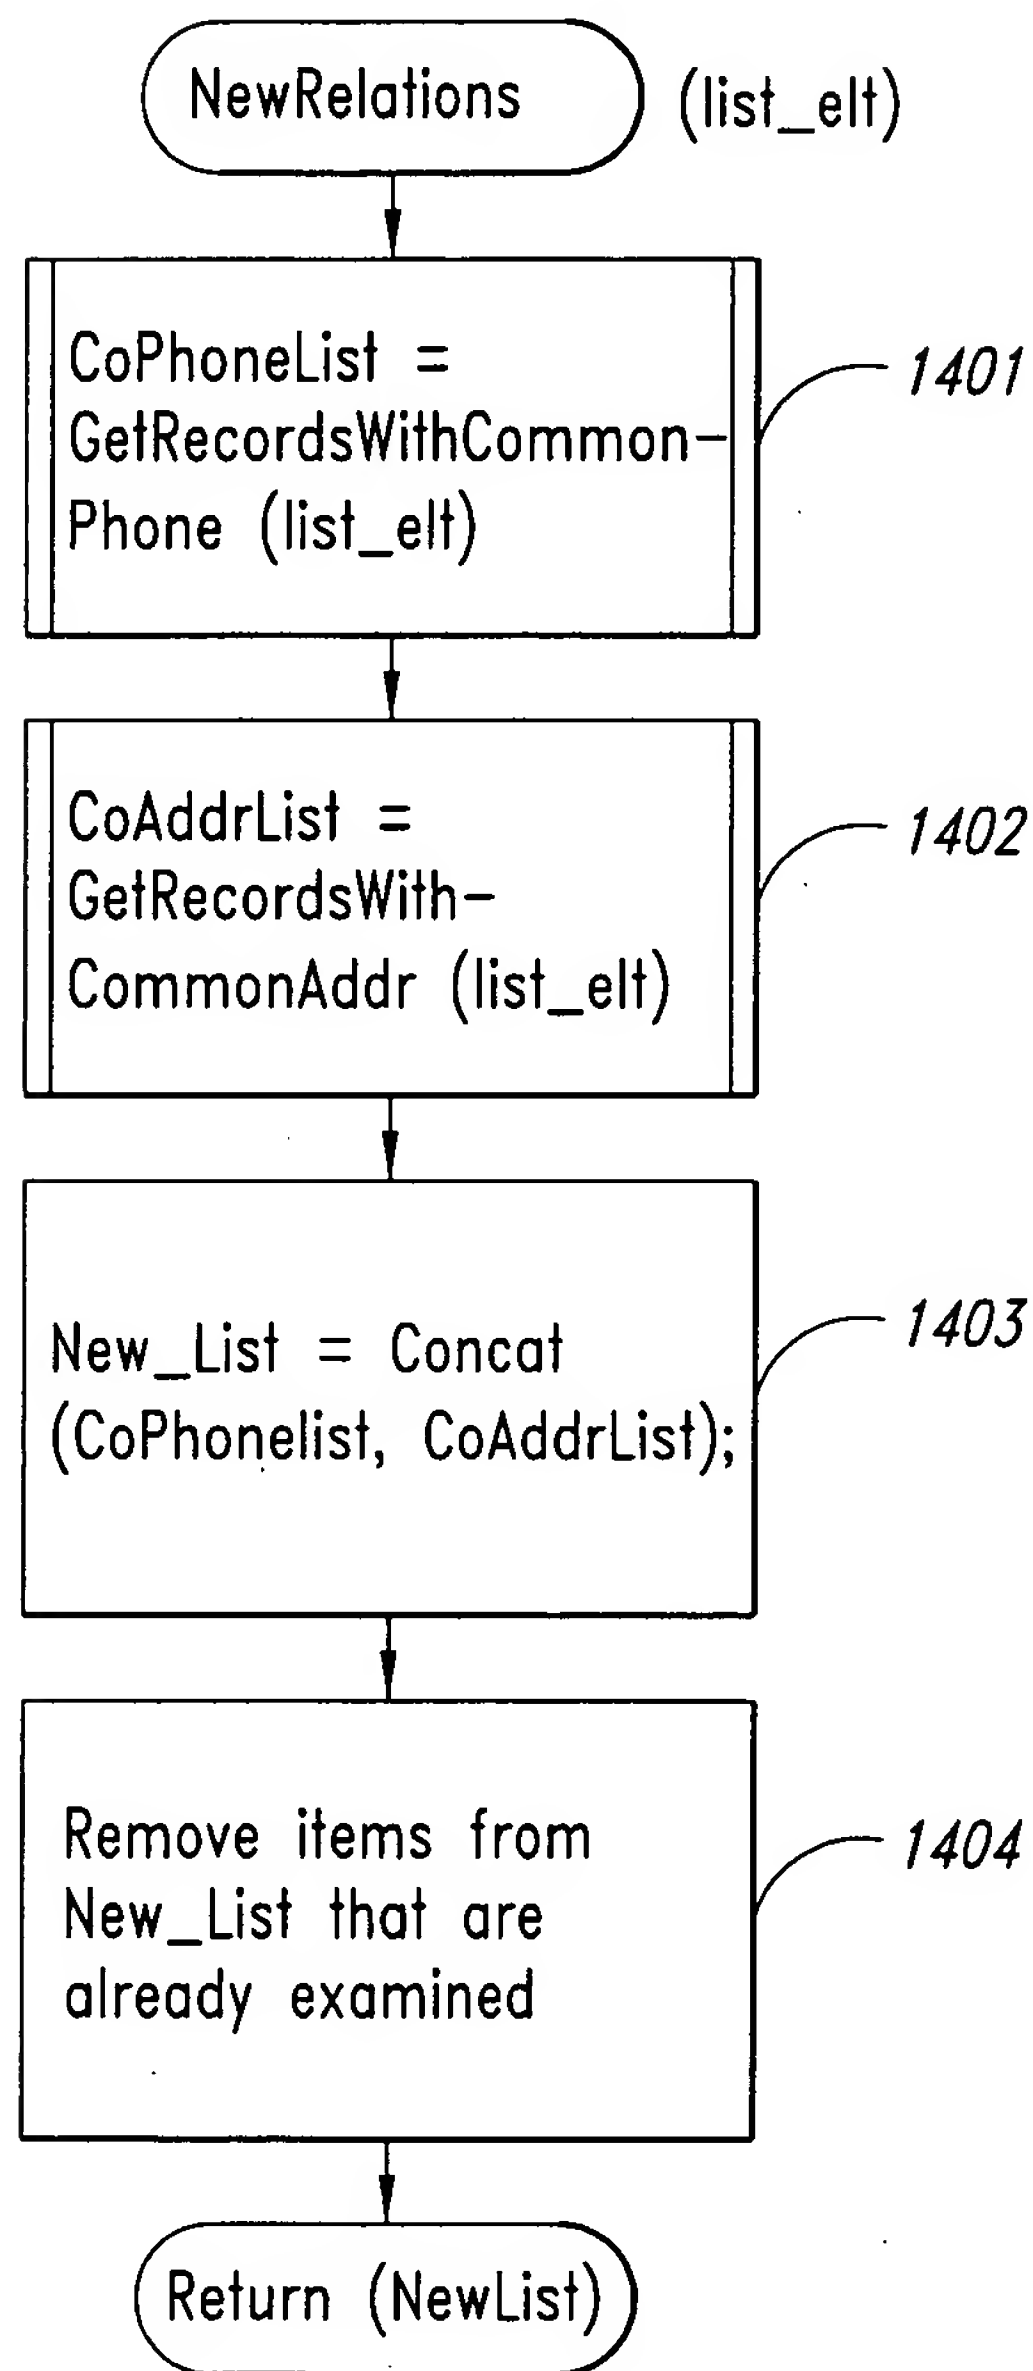 NewRelations (list_elt)
CoPhoneList =
GetRecordsWithCommon-
Phone (list_elt)
1401
CoAddrList =
GetRecordsWith-
CommonAddr (list_elt)
1402
New_List = Concat
(CoPhonelist, CoAddrList);
1403
Remove items from
New_List that are
already examined
1404
Return (NewList)